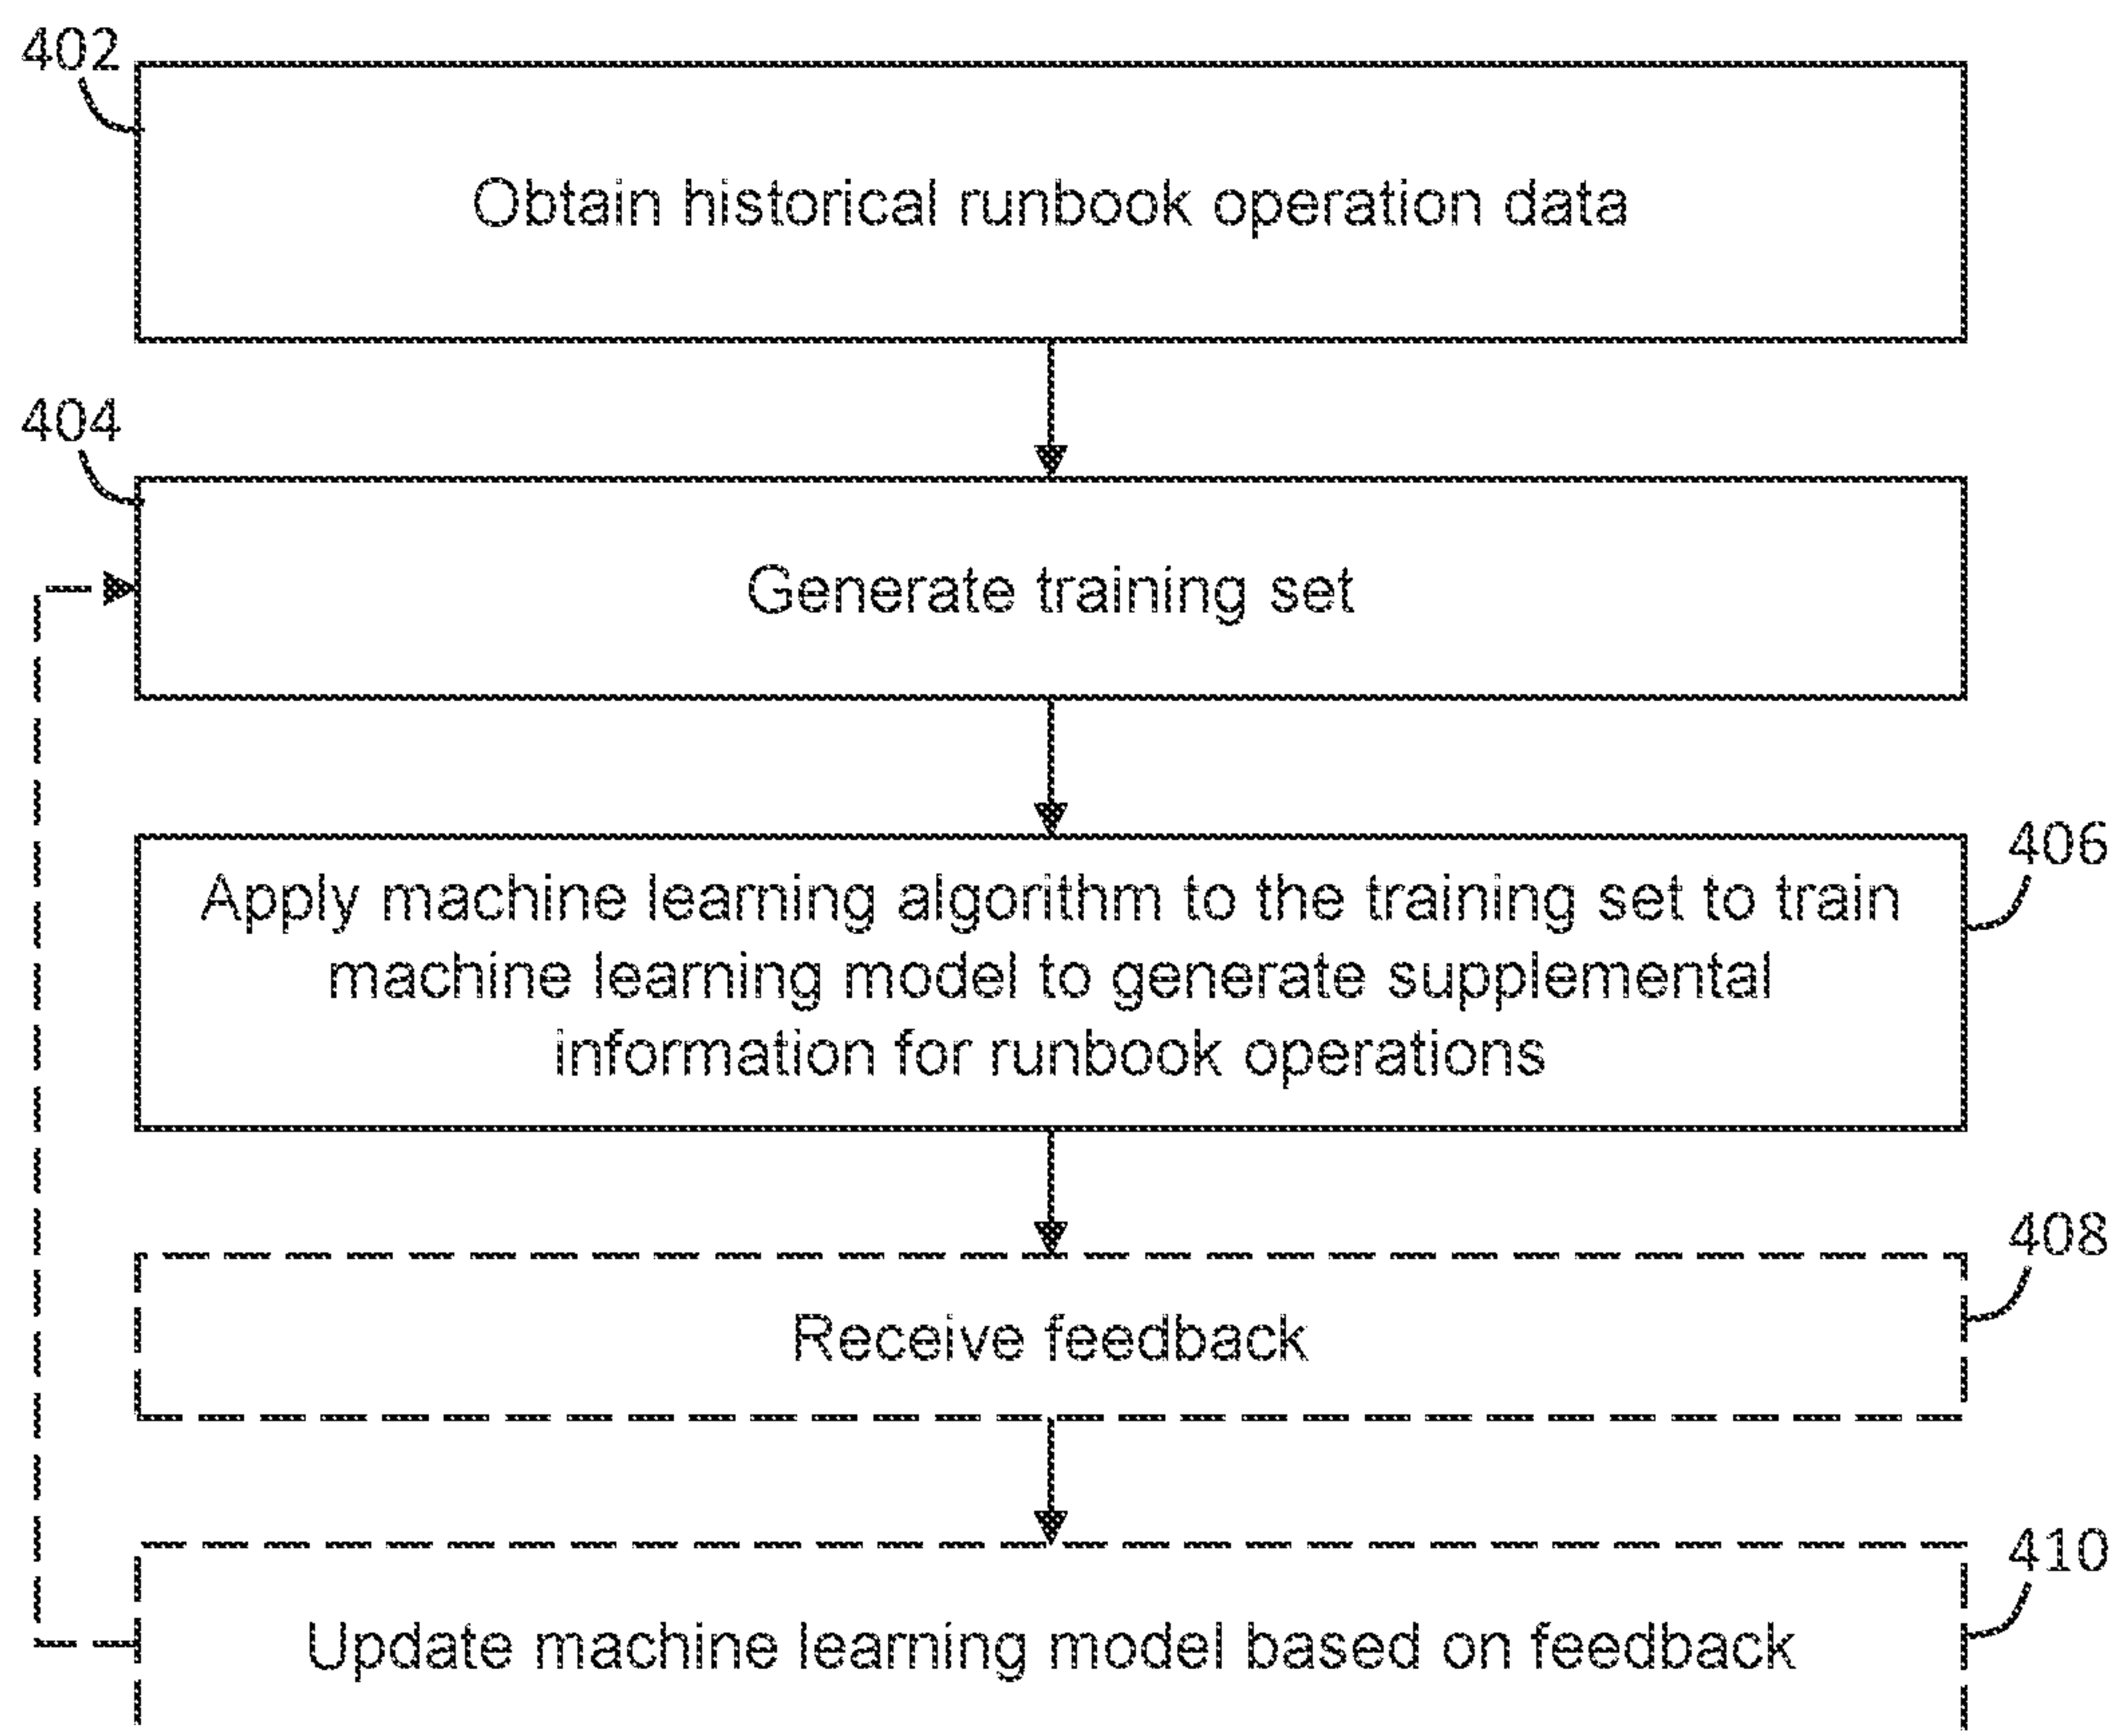 402
Obtain historical runbook operation data
404
Generate training set
406
Apply machine learning algorithm to the training set to train
machine learning model to generate supplemental
information for runbook operations
408
Receive feedback
410
Update machine learning model based on feedback